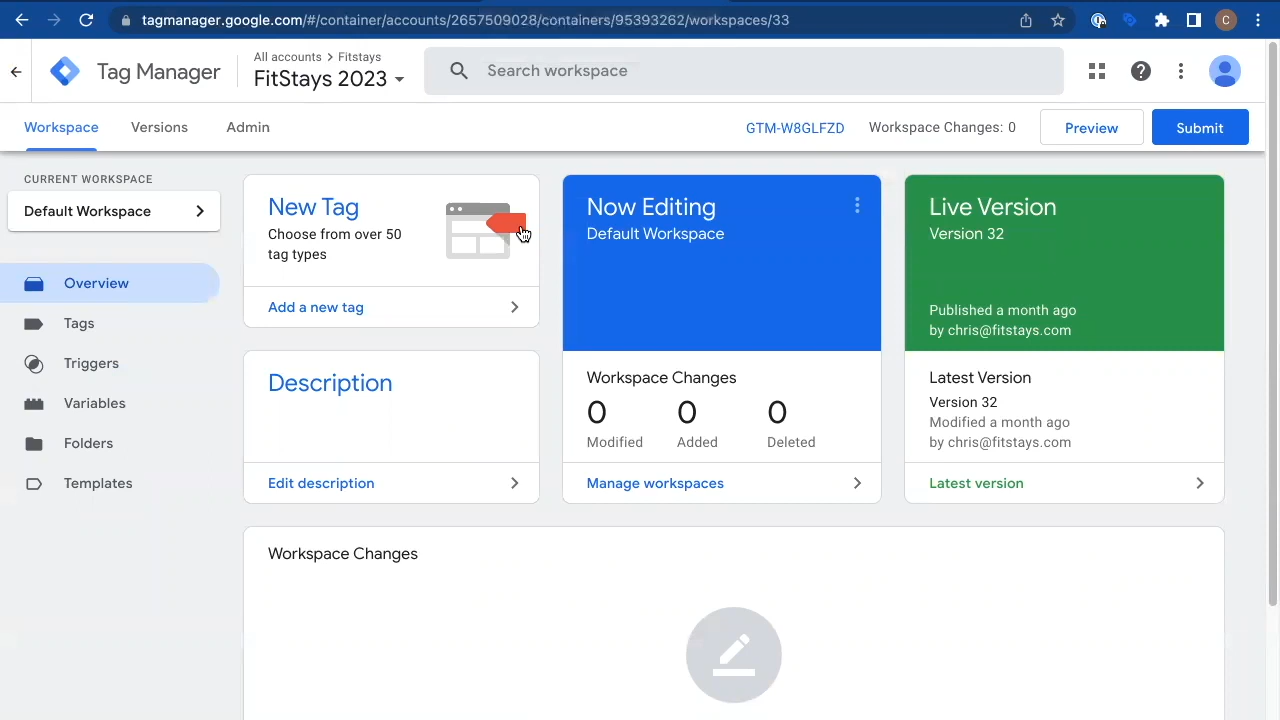 tagmanager.google.com/#/container/accounts/2657509028/containers/95393262/workspaces/33
C
Tag Manager
All accounts > Fitstays
FitStays 2023
Search workspace
Workspace
Versions
Admin
GTM-W8GLFZD
Workspace Changes: 0
Preview
Submit
CURRENT WORKSPACE
Default Workspace
Overview
Tags
Triggers
Variables
Folders
Templates
New Tag
Choose from over 50
tag types
Add a new tag
Description
Edit description
Now Editing
Default Workspace
Workspace Changes
0 0 0
Modified Added Deleted
Manage workspaces
Live Version
Version 32
Published a month ago
by chris@fitstays.com
Latest Version
Version 32
Modified a month ago
by chris@fitstays.com
Latest version
Workspace Changes